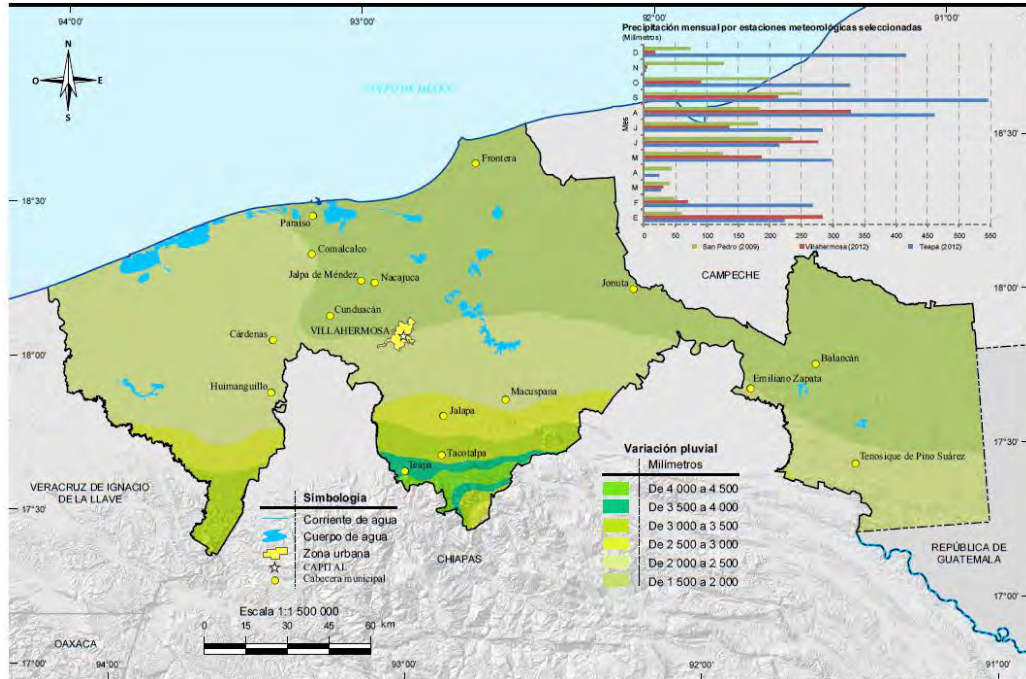 94°00'
93°00'
92°00'
91°00'
N
O
E
S
Precipitación mensual por estaciones meteorológicas seleccionadas
(Milímetros)
Mes
D
N
O
S
A
J
J
M
A
M
F
E
0 50 100 150 200 250 300 350 400 450 500 550
San Pedro (2009)
Villahermosa (2012)
Teapa (2012)
GOLFO DE MÉXICO
18°30'
18°30'
Frontera
Paraíso
Comalcalco
Jalpa de Méndez
Nacajuca
CAMPECHE
Jonuta
18°00'
Cunduacán
VILLAHERMOSA
Cárdenas
18°00'
Balancán
Emiliano Zapata
Huimanguillo
Macuspana
Jalapa
17°30'
Tacotalpa
Teapa
Tenosique de Pino Suárez
VERACRUZ DE IGNACIO
DE LA LLAVE
17°30'
Simbología
Corriente de agua
Cuerpo de agua
Zona urbana
CAPITAL
Cabecera municipal
CHIAPAS
Variación pluvial
Milímetros
De 4 000 a 4 500
De 3 500 a 4 000
De 3 000 a 3 500
De 2 500 a 3 000
De 2 000 a 2 500
De 1 500 a 2 000
REPÚBLICA DE
GUATEMALA
17°00'
Escala 1:1 500 000
0 15 30 45 60 km
OAXACA
17°00'
94°00'
93°00'
92°00'
91°00'